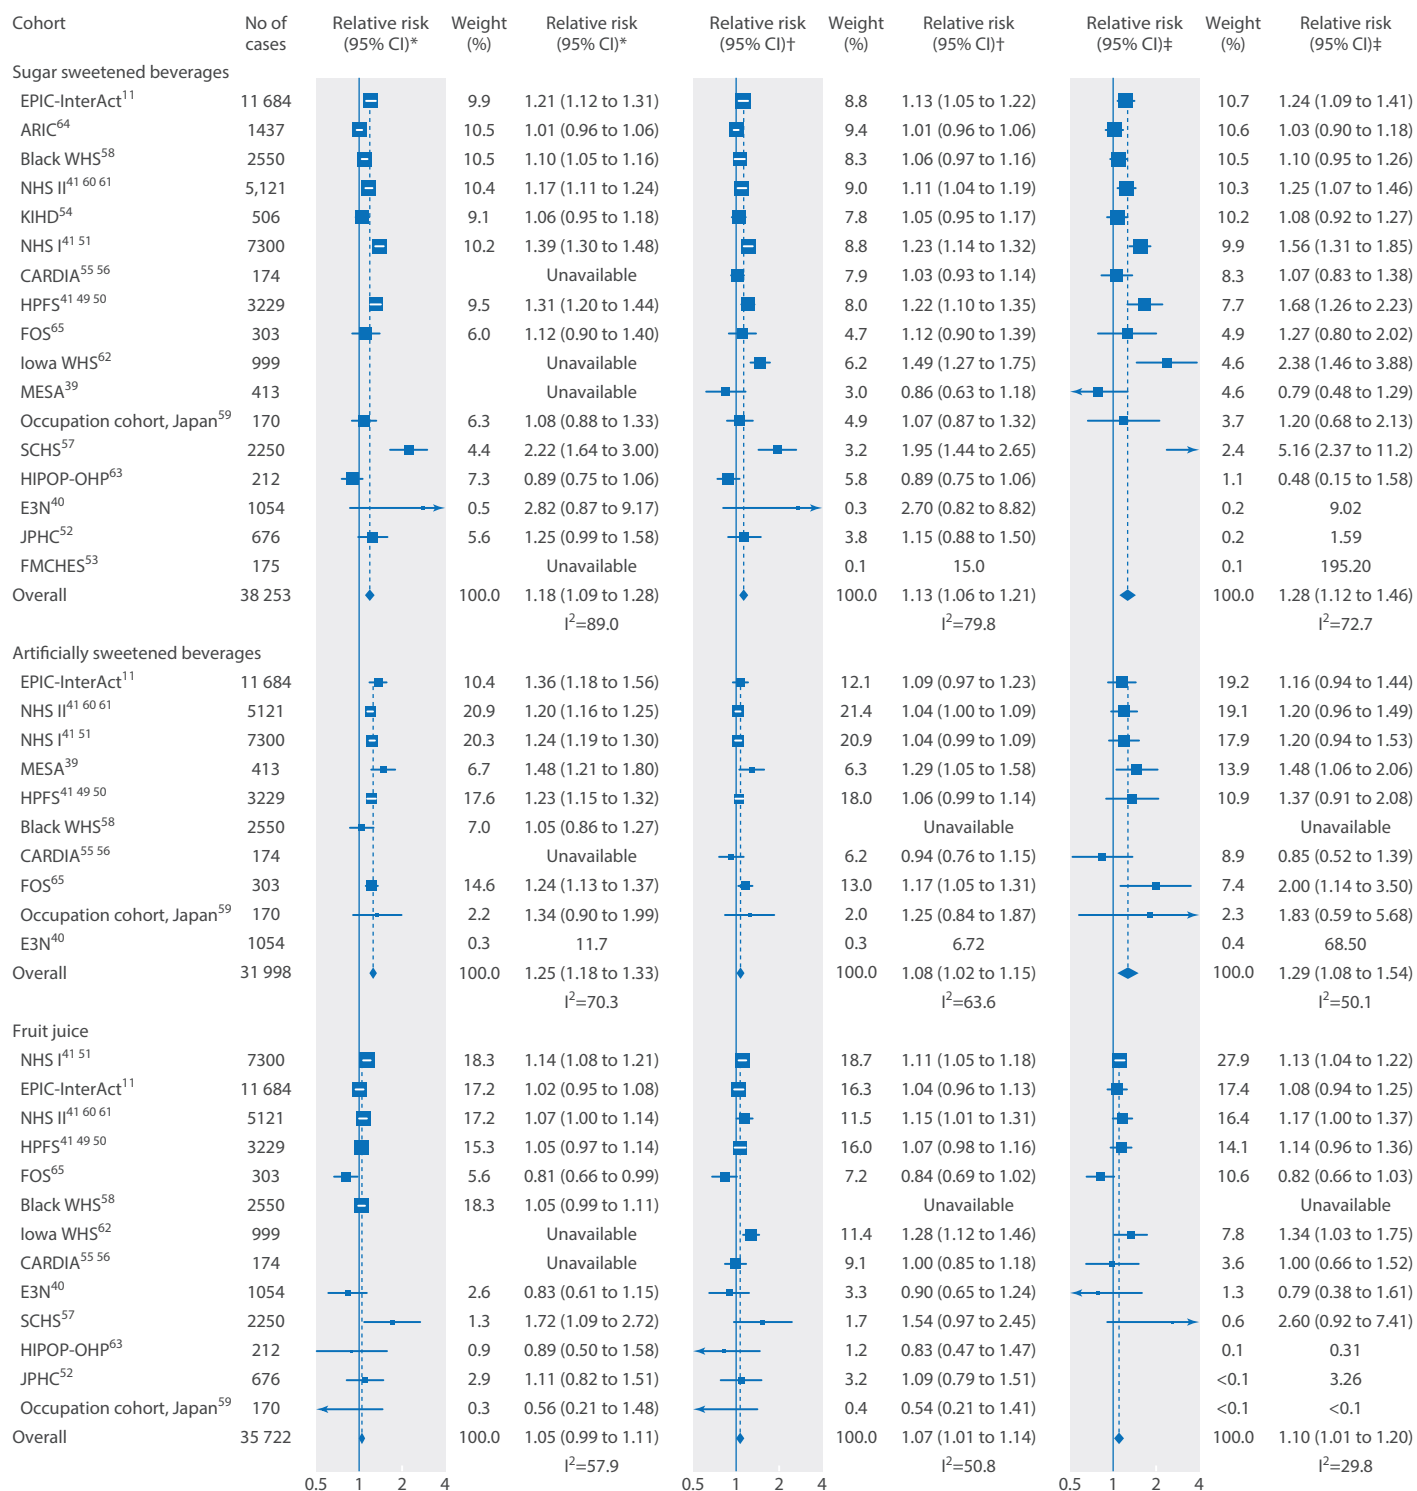 Cohort No of cases Relative risk (95% CI)* Weight (%) Relative risk (95% CI)* Relative risk (95% CI)† Weight (%) Relative risk (95% CI)† Relative risk (95% CI)‡ Weight (%) Relative risk (95% CI)‡
Sugar sweetened beverages
EPIC-InterAct11 11 684 9.9 1.21 (1.12 to 1.31) 8.8 1.13 (1.05 to 1.22) 10.7 1.24 (1.09 to 1.41)
ARIC64 1437 10.5 1.01 (0.96 to 1.06) 9.4 1.01 (0.96 to 1.06) 10.6 1.03 (0.90 to 1.18)
Black WHS58 2550 10.5 1.10 (1.05 to 1.16) 8.3 1.06 (0.97 to 1.16) 10.5 1.10 (0.95 to 1.26)
NHS II41 60 61 5,121 10.4 1.17 (1.11 to 1.24) 9.0 1.11 (1.04 to 1.19) 10.3 1.25 (1.07 to 1.46)
KIHD54 506 9.1 1.06 (0.95 to 1.18) 7.8 1.05 (0.95 to 1.17) 10.2 1.08 (0.92 to 1.27)
NHS I41 51 7300 10.2 1.39 (1.30 to 1.48) 8.8 1.23 (1.14 to 1.32) 9.9 1.56 (1.31 to 1.85)
CARDIA55 56 174 Unavailable 7.9 1.03 (0.93 to 1.14) 8.3 1.07 (0.83 to 1.38)
HPFS41 49 50 3229 9.5 1.31 (1.20 to 1.44) 8.0 1.22 (1.10 to 1.35) 7.7 1.68 (1.26 to 2.23)
FOS65 303 6.0 1.12 (0.90 to 1.40) 4.7 1.12 (0.90 to 1.39) 4.9 1.27 (0.80 to 2.02)
Iowa WHS62 999 Unavailable 6.2 1.49 (1.27 to 1.75) 4.6 2.38 (1.46 to 3.88)
MESA39 413 Unavailable 3.0 0.86 (0.63 to 1.18) 4.6 0.79 (0.48 to 1.29)
Occupation cohort, Japan59 170 6.3 1.08 (0.88 to 1.33) 4.9 1.07 (0.87 to 1.32) 3.7 1.20 (0.68 to 2.13)
SCHS57 2250 4.4 2.22 (1.64 to 3.00) 3.2 1.95 (1.44 to 2.65) 2.4 5.16 (2.37 to 11.2)
HIPOP-OHP63 212 7.3 0.89 (0.75 to 1.06) 5.8 0.89 (0.75 to 1.06) 1.1 0.48 (0.15 to 1.58)
E3N40 1054 0.5 2.82 (0.87 to 9.17) 0.3 2.70 (0.82 to 8.82) 0.2 9.02
JPHC52 676 5.6 1.25 (0.99 to 1.58) 3.8 1.15 (0.88 to 1.50) 0.2 1.59
FMCHES53 175 Unavailable 0.1 15.0 0.1 195.20
Overall 38 253 100.0 1.18 (1.09 to 1.28) 100.0 1.13 (1.06 to 1.21) 100.0 1.28 (1.12 to 1.46)
I2=89.0 I2=79.8 I2=72.7
Artificially sweetened beverages
EPIC-InterAct11 11 684 10.4 1.36 (1.18 to 1.56) 12.1 1.09 (0.97 to 1.23) 19.2 1.16 (0.94 to 1.44)
NHS II41 60 61 5121 20.9 1.20 (1.16 to 1.25) 21.4 1.04 (1.00 to 1.09) 19.1 1.20 (0.96 to 1.49)
NHS I41 51 7300 20.3 1.24 (1.19 to 1.30) 20.9 1.04 (0.99 to 1.09) 17.9 1.20 (0.94 to 1.53)
MESA39 413 6.7 1.48 (1.21 to 1.80) 6.3 1.29 (1.05 to 1.58) 13.9 1.48 (1.06 to 2.06)
HPFS41 49 50 3229 17.6 1.23 (1.15 to 1.32) 18.0 1.06 (0.99 to 1.14) 10.9 1.37 (0.91 to 2.08)
Black WHS58 2550 7.0 1.05 (0.86 to 1.27) Unavailable Unavailable
CARDIA55 56 174 Unavailable 6.2 0.94 (0.76 to 1.15) 8.9 0.85 (0.52 to 1.39)
FOS65 303 14.6 1.24 (1.13 to 1.37) 13.0 1.17 (1.05 to 1.31) 7.4 2.00 (1.14 to 3.50)
Occupation cohort, Japan59 170 2.2 1.34 (0.90 to 1.99) 2.0 1.25 (0.84 to 1.87) 2.3 1.83 (0.59 to 5.68)
E3N40 1054 0.3 11.7 0.3 6.72 0.4 68.50
Overall 31 998 100.0 1.25 (1.18 to 1.33) 100.0 1.08 (1.02 to 1.15) 100.0 1.29 (1.08 to 1.54)
I2=70.3 I2=63.6 I2=50.1
Fruit juice
NHS I41 51 7300 18.3 1.14 (1.08 to 1.21) 18.7 1.11 (1.05 to 1.18) 27.9 1.13 (1.04 to 1.22)
EPIC-InterAct11 11 684 17.2 1.02 (0.95 to 1.08) 16.3 1.04 (0.96 to 1.13) 17.4 1.08 (0.94 to 1.25)
NHS II41 60 61 5121 17.2 1.07 (1.00 to 1.14) 11.5 1.15 (1.01 to 1.31) 16.4 1.17 (1.00 to 1.37)
HPFS41 49 50 3229 15.3 1.05 (0.97 to 1.14) 16.0 1.07 (0.98 to 1.16) 14.1 1.14 (0.96 to 1.36)
FOS65 303 5.6 0.81 (0.66 to 0.99) 7.2 0.84 (0.69 to 1.02) 10.6 0.82 (0.66 to 1.03)
Black WHS58 2550 18.3 1.05 (0.99 to 1.11) Unavailable Unavailable
Iowa WHS62 999 Unavailable 11.4 1.28 (1.12 to 1.46) 7.8 1.34 (1.03 to 1.75)
CARDIA55 56 174 Unavailable 9.1 1.00 (0.85 to 1.18) 3.6 1.00 (0.66 to 1.52)
E3N40 1054 2.6 0.83 (0.61 to 1.15) 3.3 0.90 (0.65 to 1.24) 1.3 0.79 (0.38 to 1.61)
SCHS57 2250 1.3 1.72 (1.09 to 2.72) 1.7 1.54 (0.97 to 2.45) 0.6 2.60 (0.92 to 7.41)
HIPOP-OHP63 212 0.9 0.89 (0.50 to 1.58) 1.2 0.83 (0.47 to 1.47) 0.1 0.31
JPHC52 676 2.9 1.11 (0.82 to 1.51) 3.2 1.09 (0.79 to 1.51) <0.1 3.26
Occupation cohort, Japan59 170 0.3 0.56 (0.21 to 1.48) 0.4 0.54 (0.21 to 1.41) <0.1 <0.1
Overall 35 722 100.0 1.05 (0.99 to 1.11) 100.0 1.07 (1.01 to 1.14) 100.0 1.10 (1.01 to 1.20)
I2=57.9 I2=50.8 I2=29.8
0.5 1 2 4 0.5 1 2 4 0.5 1 2 4